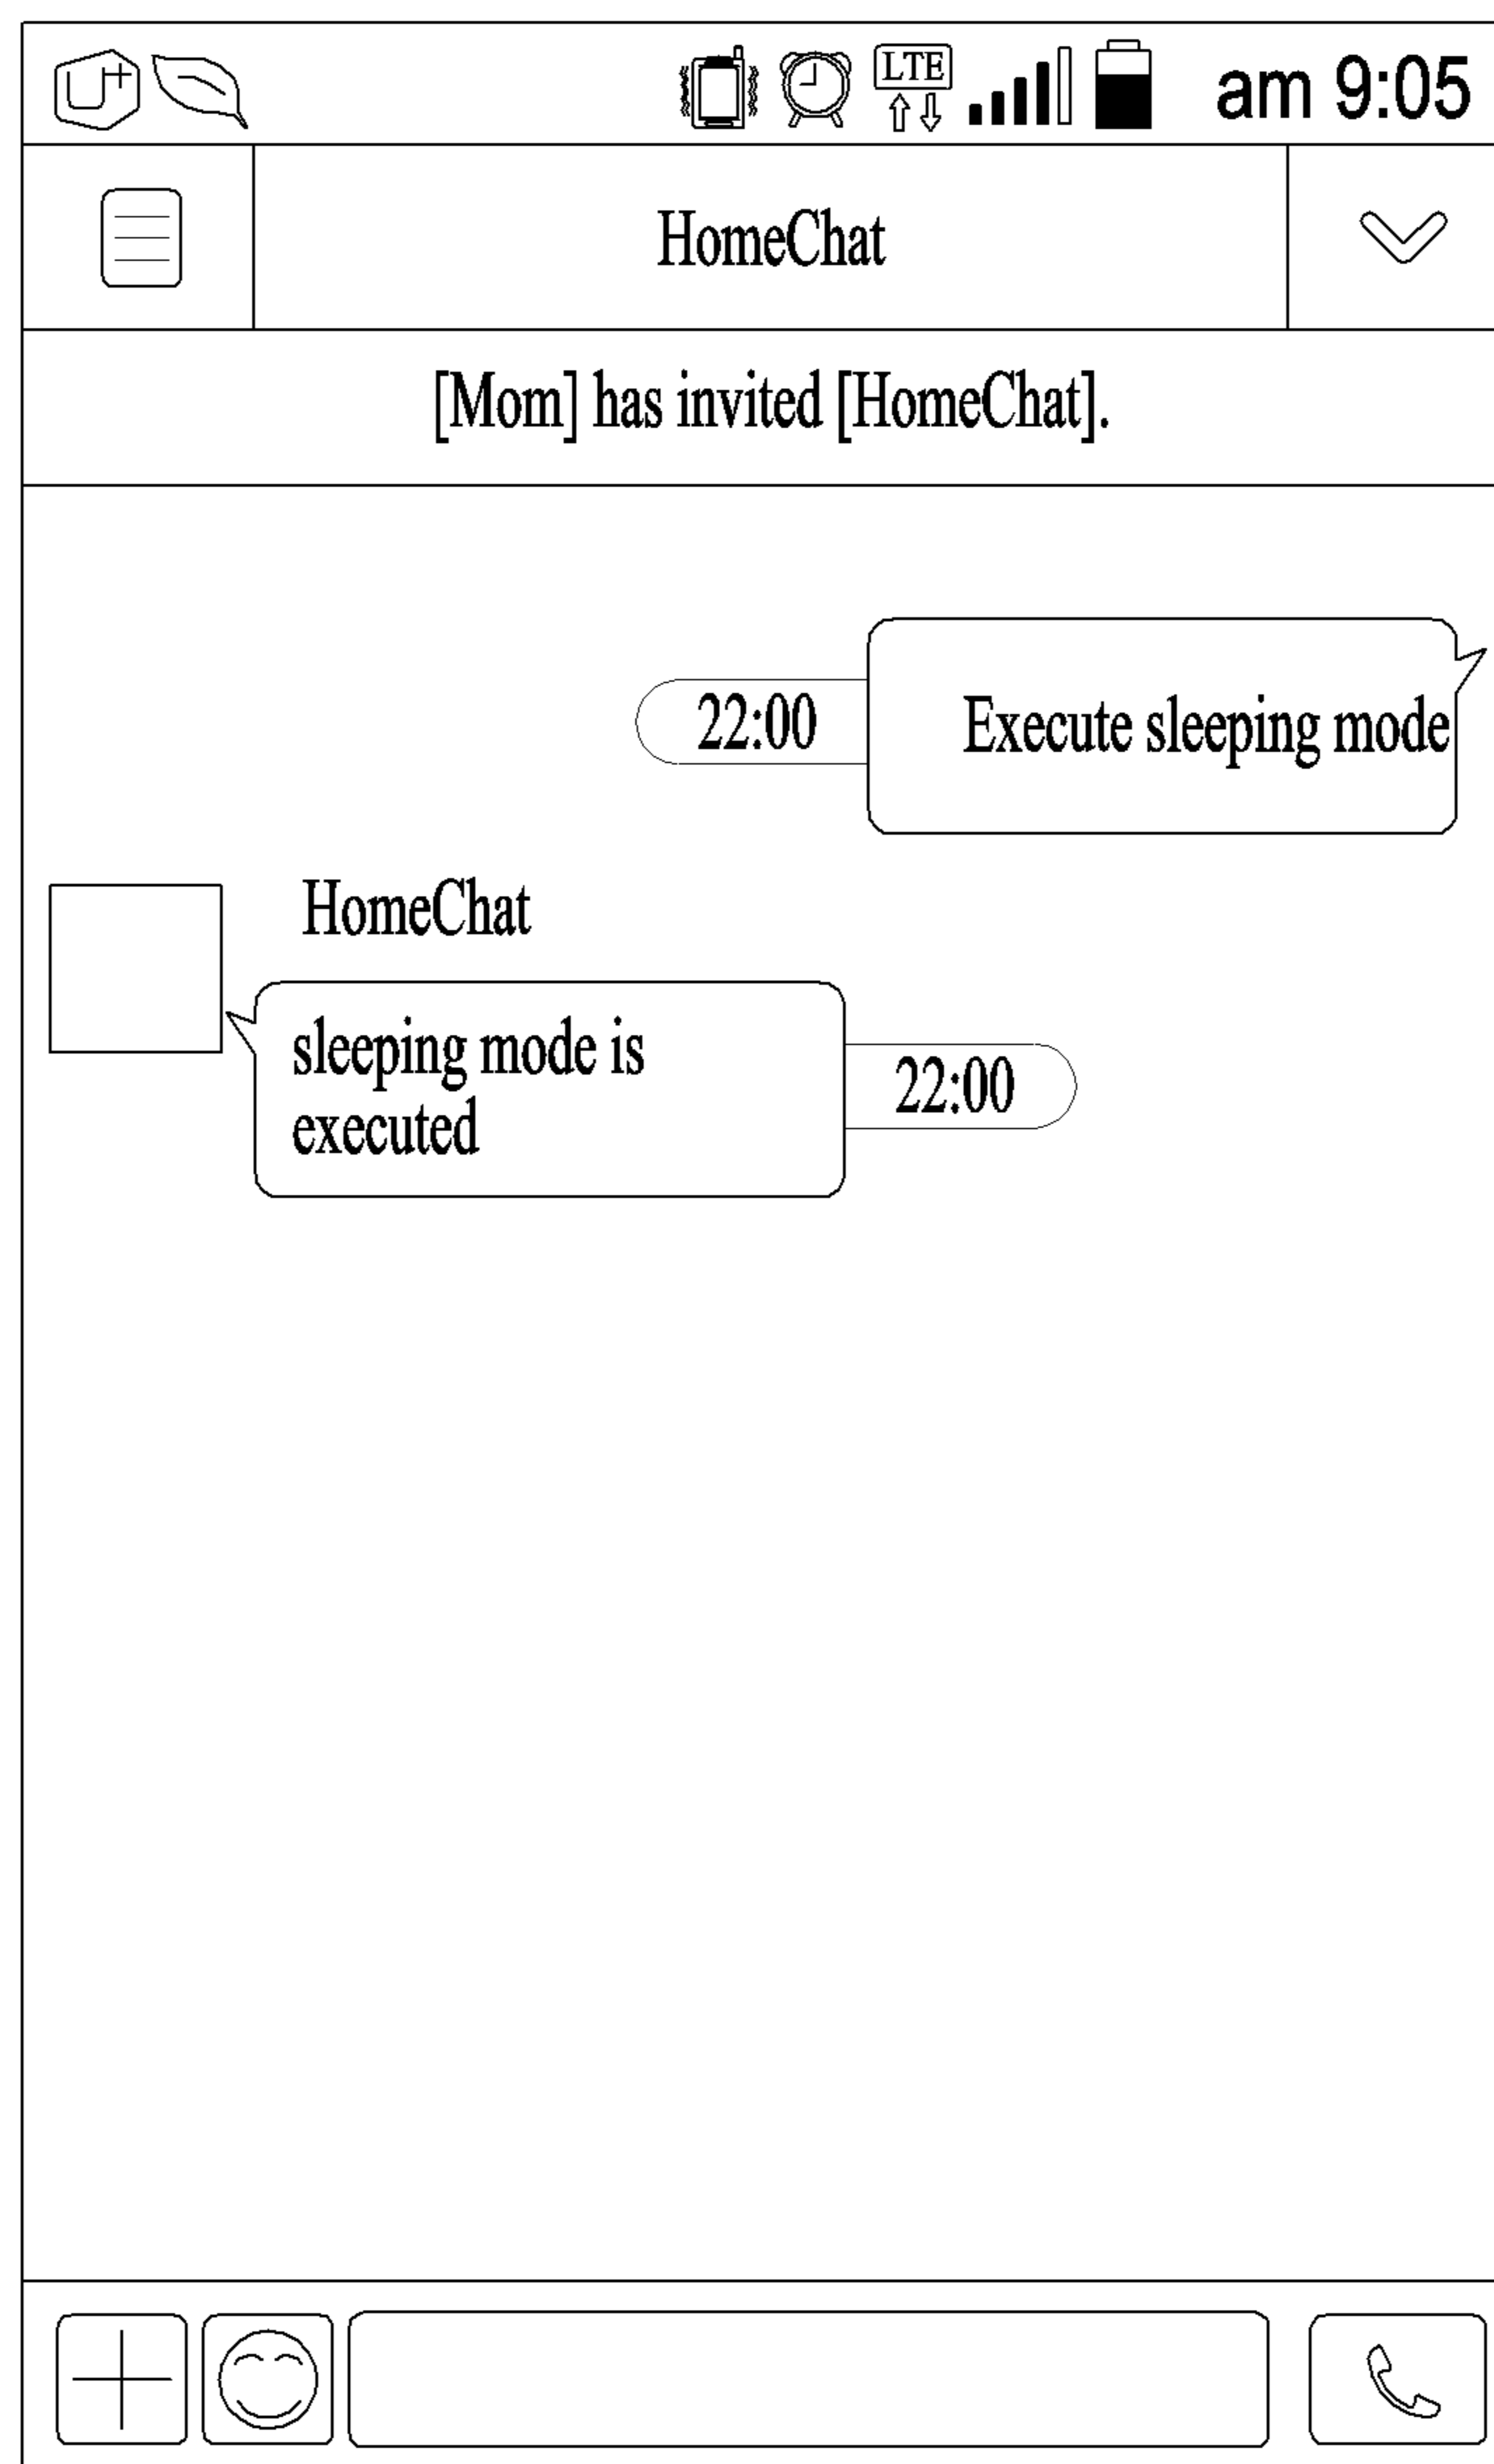 U+
LTE
am 9:05
HomeChat
[Mom] has invited [HomeChat].
22:00
Execute sleeping mode
HomeChat
sleeping mode is
executed
22:00